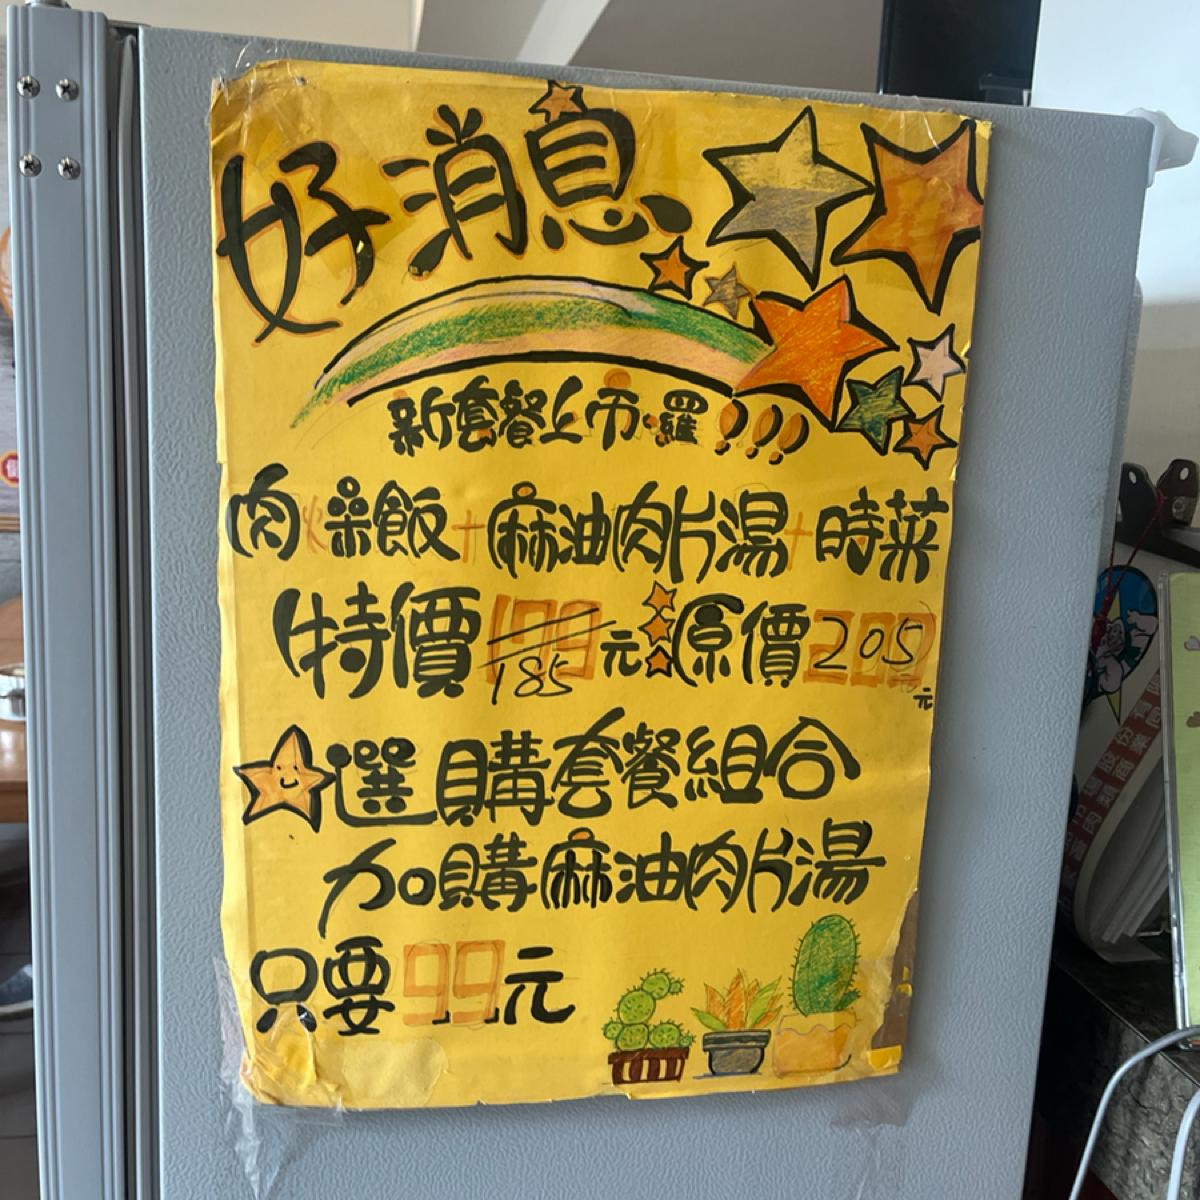 好消息
新套餐上市囉!!!
肉燥飯+麻油肉片湯+時菜
特價185元 原價205元
選購套餐組合
加購麻油肉片湯
只要99元